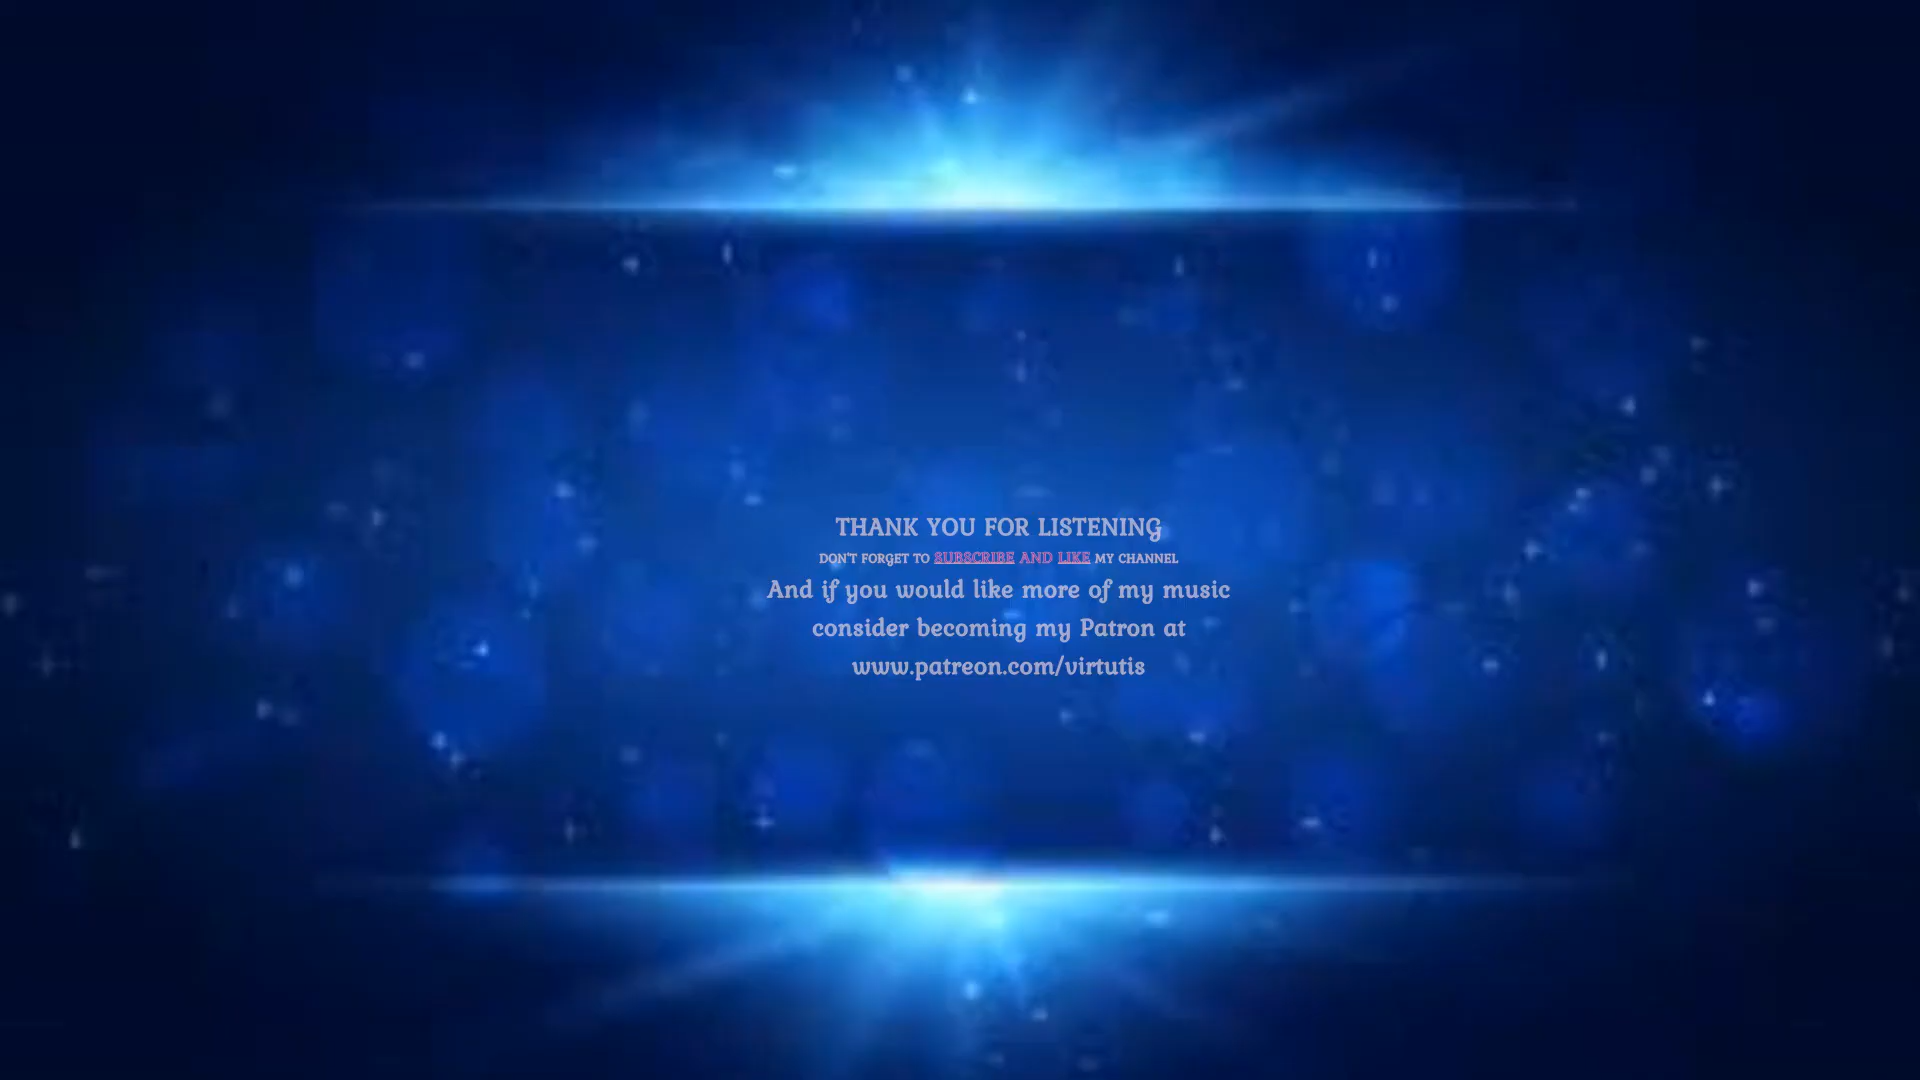 THANK YOU FOR LISTENING
DON'T FORGET TO SUBSCRIBE AND LIKE MY CHANNEL
And if you would like more of my music
consider becoming my Patron at
www.patreon.com/virtutis